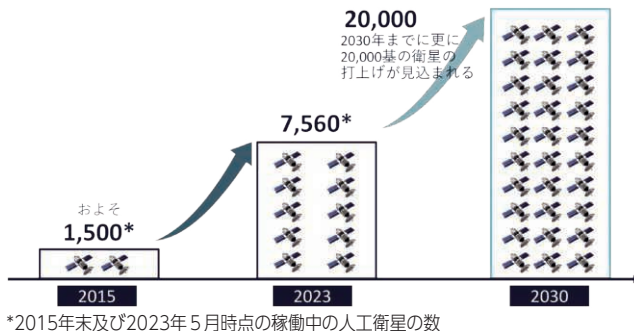 20,000
2030年までに更に
20,000基の衛星の
打上げが見込まれる
7,560*
およそ
1,500*
2015
2023
2030
*2015年末及び2023年5月時点の稼働中の人工衛星の数